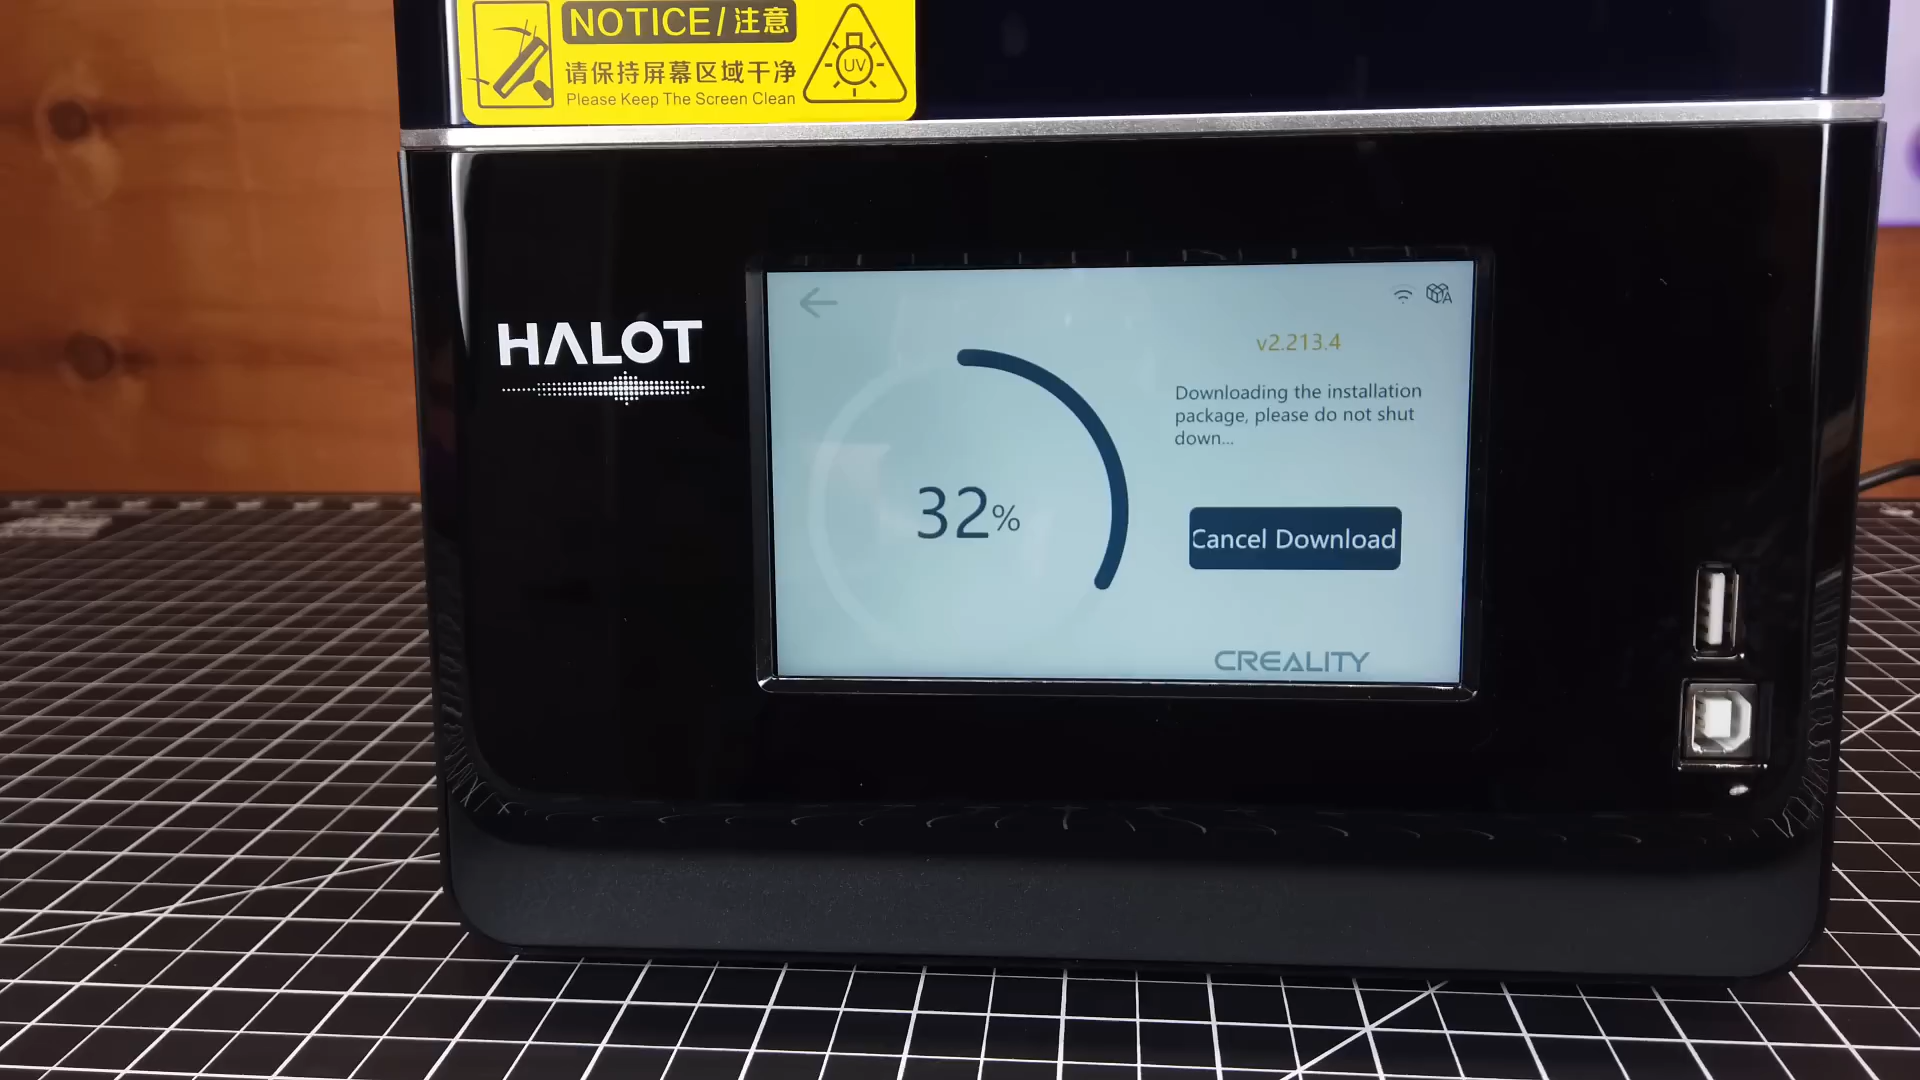 NOTICE/注意
请保持屏幕区域干净
Please Keep The Screen Clean
UV
HALOT
v2.213.4
Downloading the installation
package, please do not shut
down...
32%
Cancel Download
CREALITY